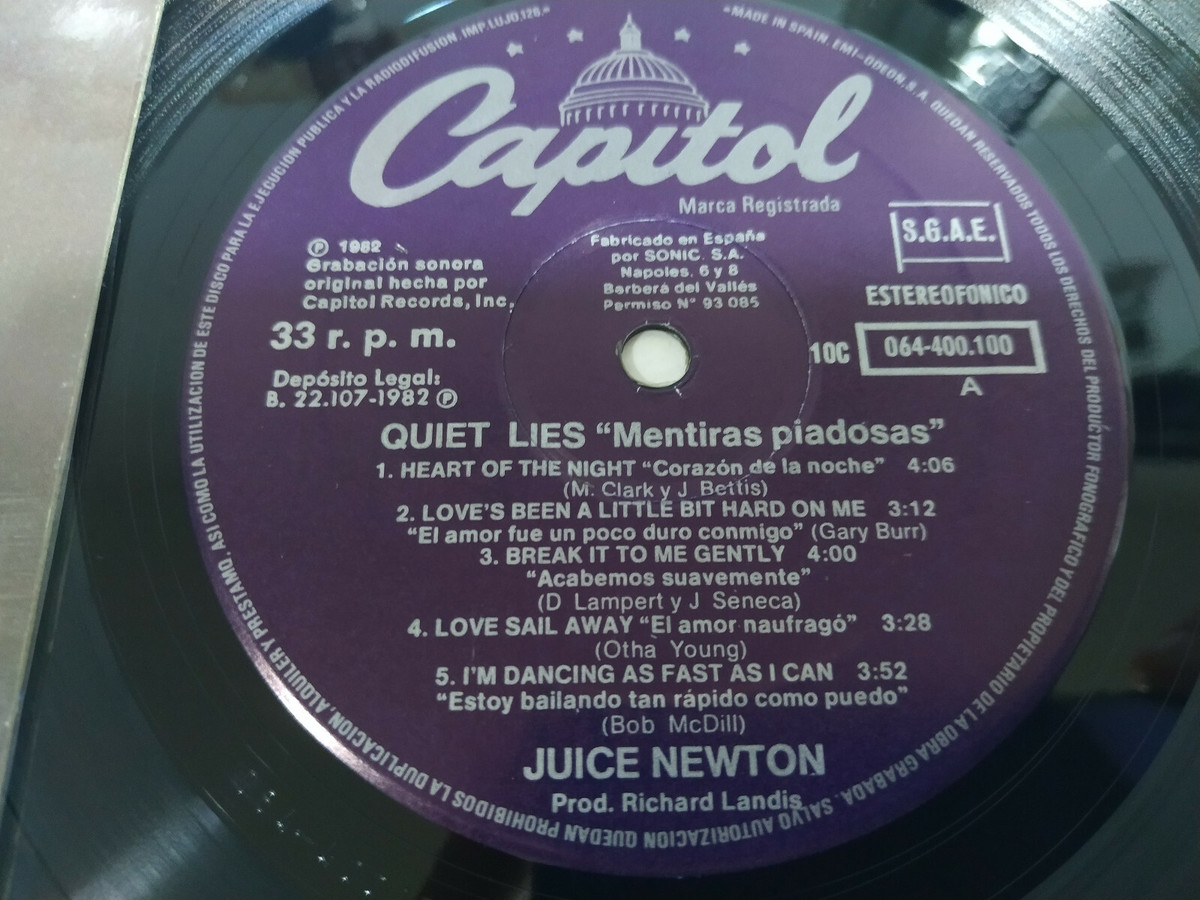 Capitol
Marca Registrada
Ⓟ 1982
Grabación sonora
original hecha por
Capitol Records, Inc.
33 r. p. m.
Depósito Legal:
B. 22.107-1982 Ⓟ
Fabricado en España
por SONIC. S.A.
Napoles. 6 y 8
Barberà del Vallés
Permiso N° 93 085
S.G.A.E.
ESTEREOFONICO
10C 064-400.100
A
QUIET LIES “Mentiras piadosas”
1. HEART OF THE NIGHT “Corazón de la noche” 4:06
(M. Clark y J Bettis)
2. LOVE'S BEEN A LITTLE BIT HARD ON ME 3:12
“El amor fue un poco duro conmigo” (Gary Burr)
3. BREAK IT TO ME GENTLY 4:00
“Acabemos suavemente”
(D Lampert y J Seneca)
4. LOVE SAIL AWAY “El amor naufragó” 3:28
(Otha Young)
5. I'M DANCING AS FAST AS I CAN 3:52
“Estoy bailando tan rápido como puedo”
(Bob McDill)
JUICE NEWTON
Prod. Richard Landis
“MADE IN SPAIN. EMI-ODEON, S. A. QUEDAN RESERVADOS TODOS LOS DERECHOS DEL PRODUCTOR FONOGRAFICO Y DEL PROPIETARIO DE LA OBRA GRABADA. SALVO AUTORIZACION QUEDAN PROHIBIDOS LA DUPLICACION, ALQUILER Y PRESTAMO, ASI COMO LA UTILIZACION DE ESTE DISCO PARA LA EJECUCION PUBLICA Y LA RADIODIFUSION. IMP. LUJO,126.”